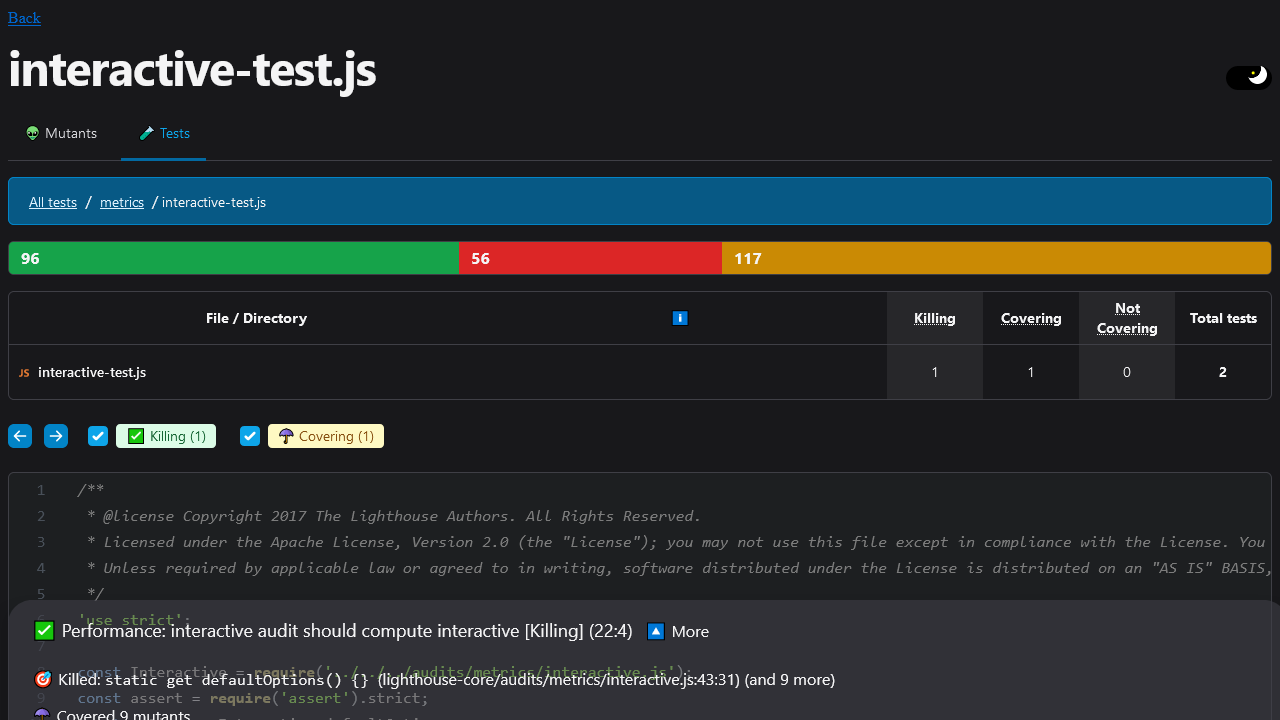 Back
interactive-test.js
👽 Mutants 🧪 Tests
All tests / metrics / interactive-test.js
96 56 117
File / Directory ℹ Killing Covering Not Covering Total tests
JS interactive-test.js 1 1 0 2
✅ Killing (1) ☂ Covering (1)
1 /**
2 * @license Copyright 2017 The Lighthouse Authors. All Rights Reserved.
3 * Licensed under the Apache License, Version 2.0 (the "License"); you may not use this file except in compliance with the License. You
4 * Unless required by applicable law or agreed to in writing, software distributed under the License is distributed on an "AS IS" BASIS,
5 */
6 'use strict';
✅ Performance: interactive audit should compute interactive [Killing] (22:4) 🔼 More
7
const Interactive = require('../../../audits/metrics/interactive.js');
🎯 Killed: static get defaultOptions() {} (lighthouse-core/audits/metrics/interactive.js:43:31) (and 9 more)
9 const assert = require('assert').strict;
☂ Covered 9 mutants